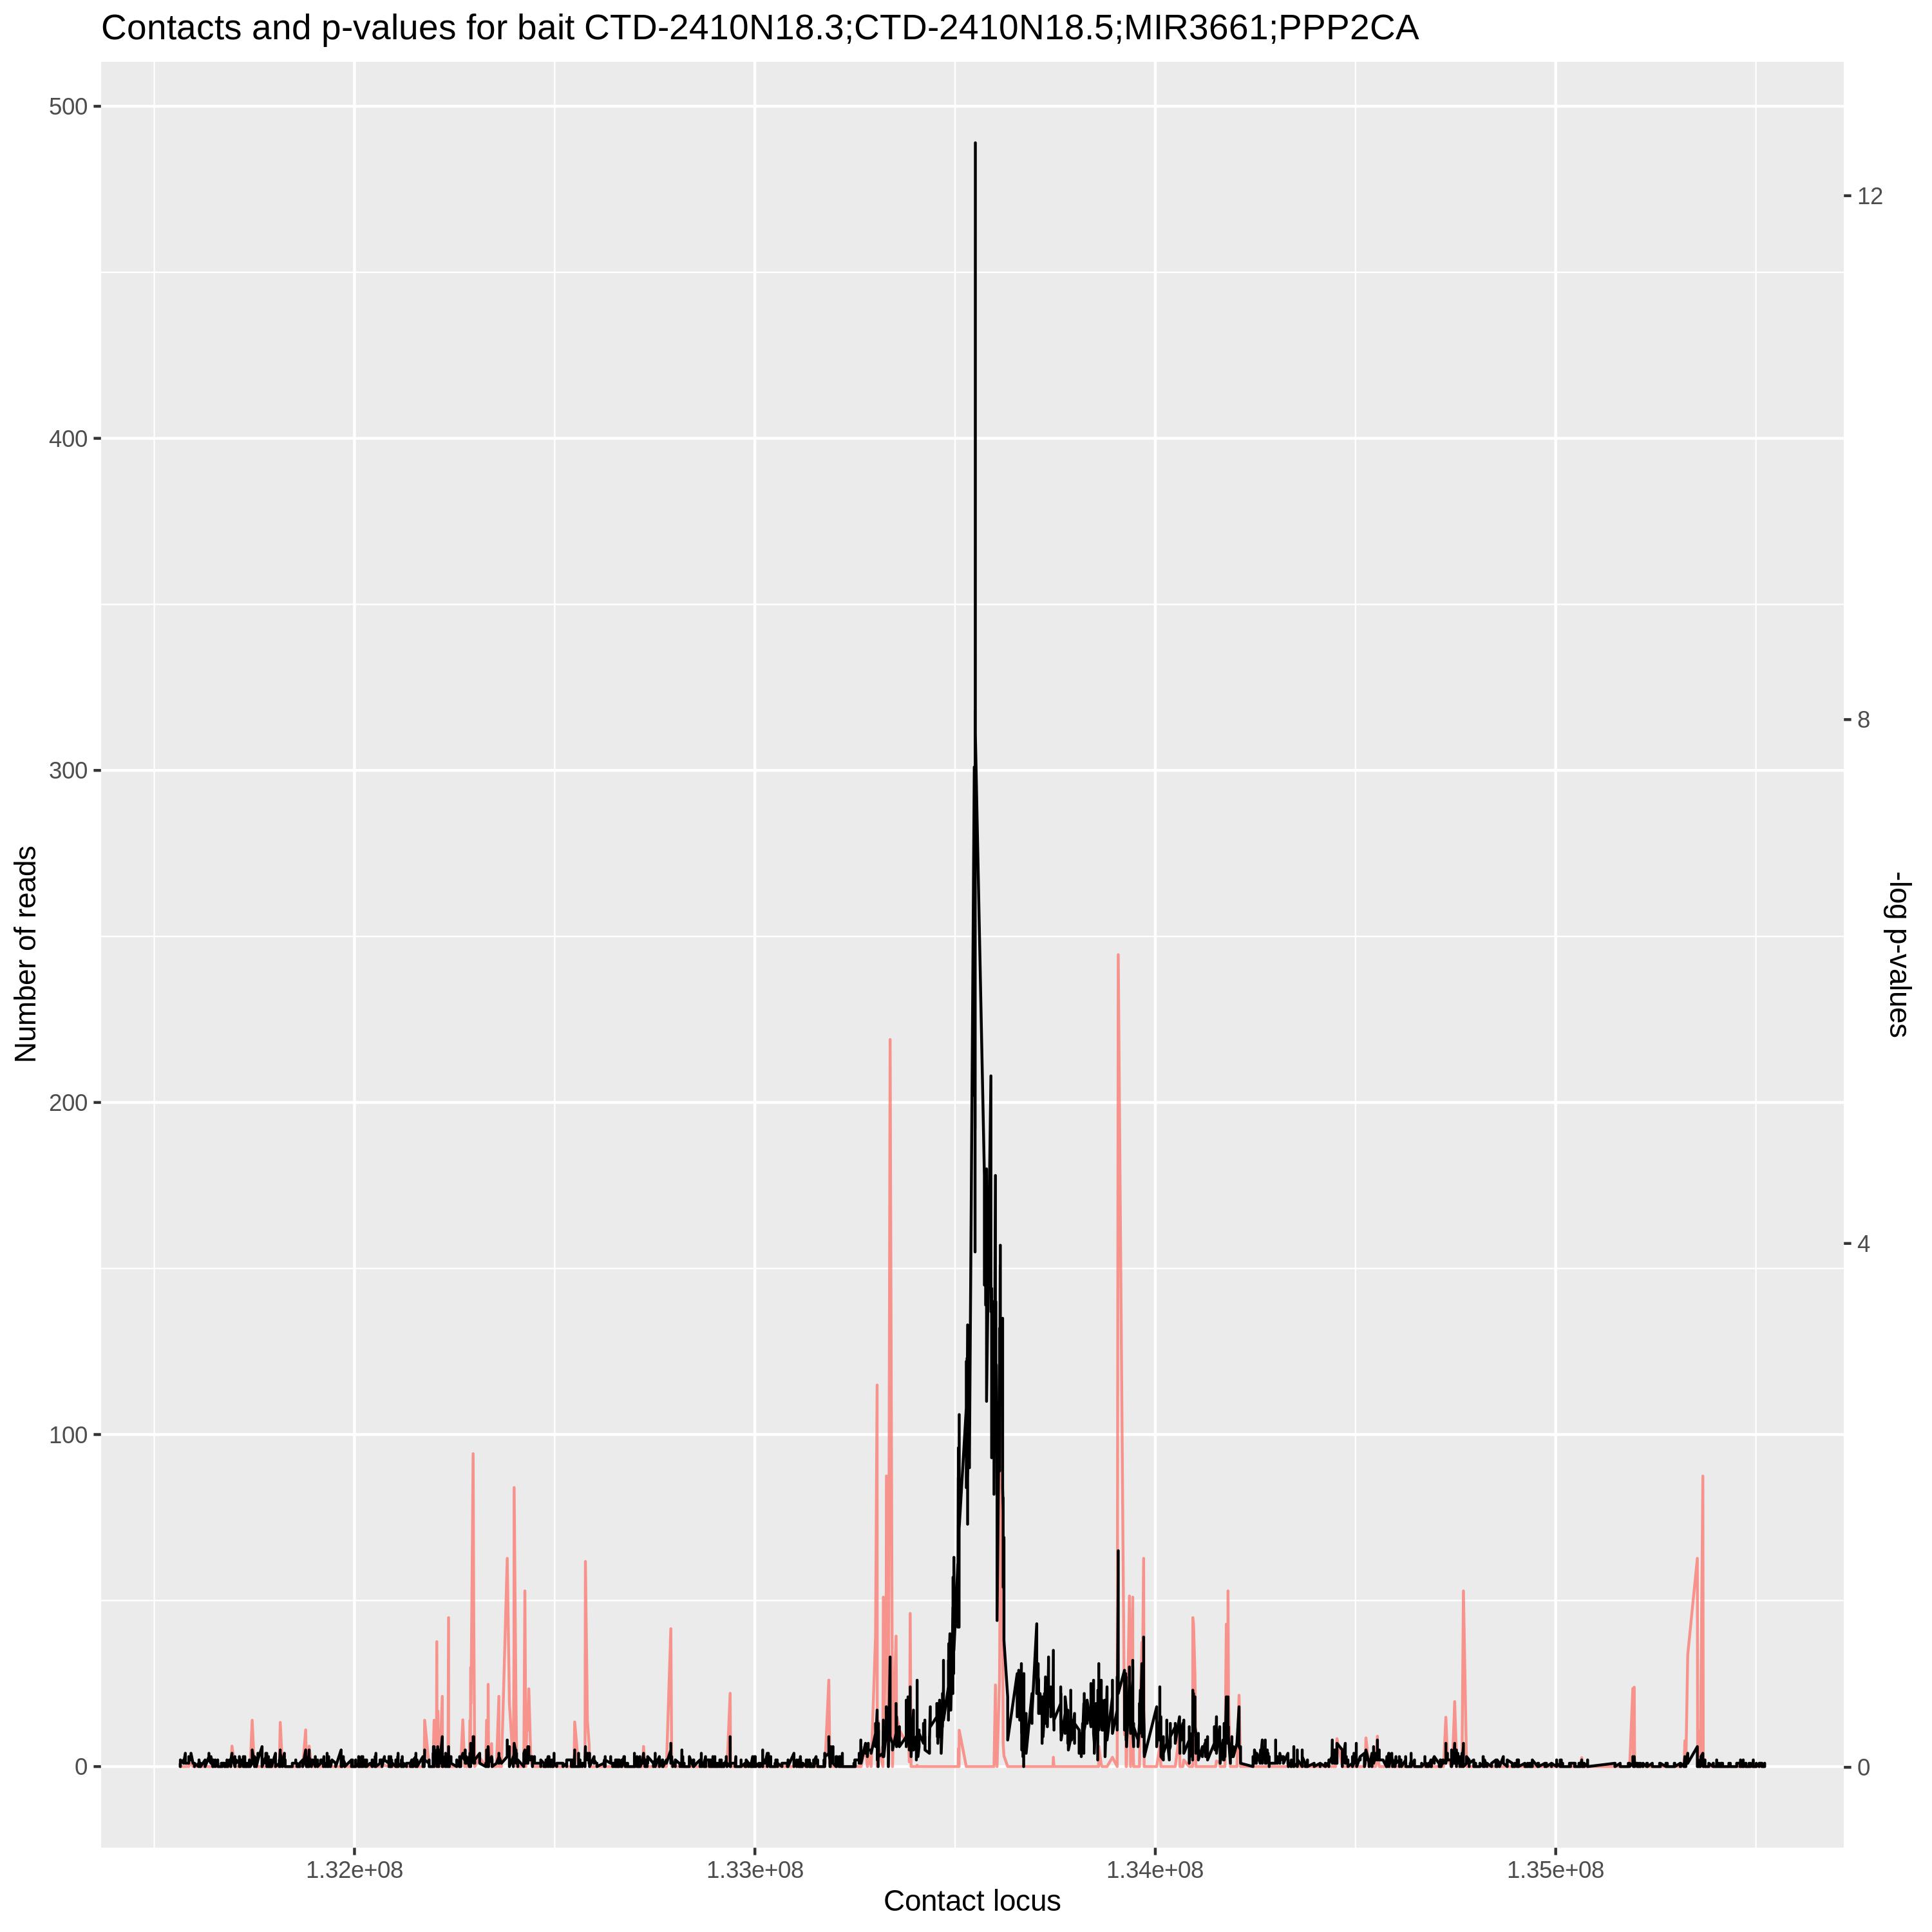 Contacts and p-values for bait CTD-2410N18.3;CTD-2410N18.5;MIR3661;PPP2CA
500
400
300
200
100
0
Number of reads
12
8
4
0
-log p-values
1.32e+08
1.33e+08
1.34e+08
1.35e+08
Contact locus